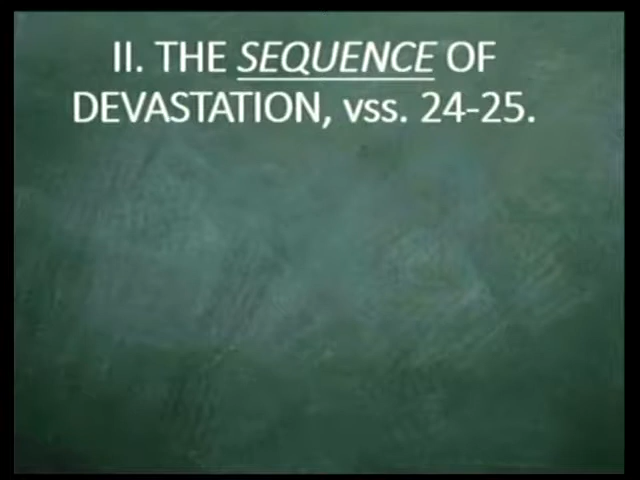 II. THE SEQUENCE OF
DEVASTATION, vss. 24-25.